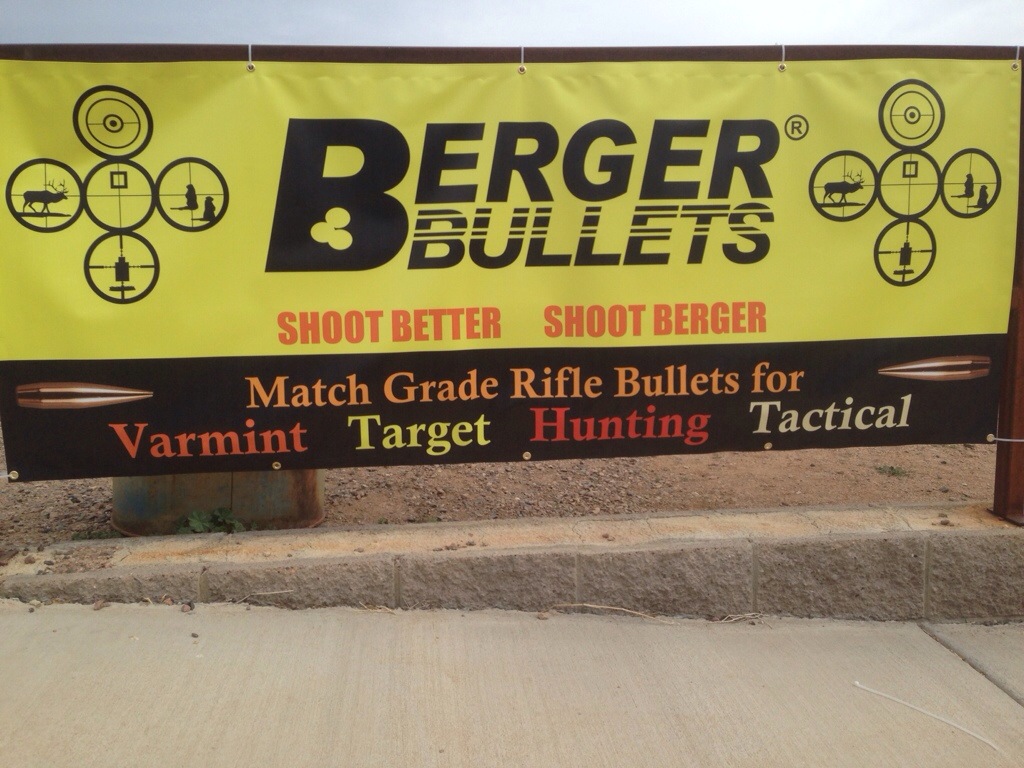 BERGER®
BULLETS
SHOOT BETTER SHOOT BERGER
Match Grade Rifle Bullets for
Varmint Target Hunting Tactical